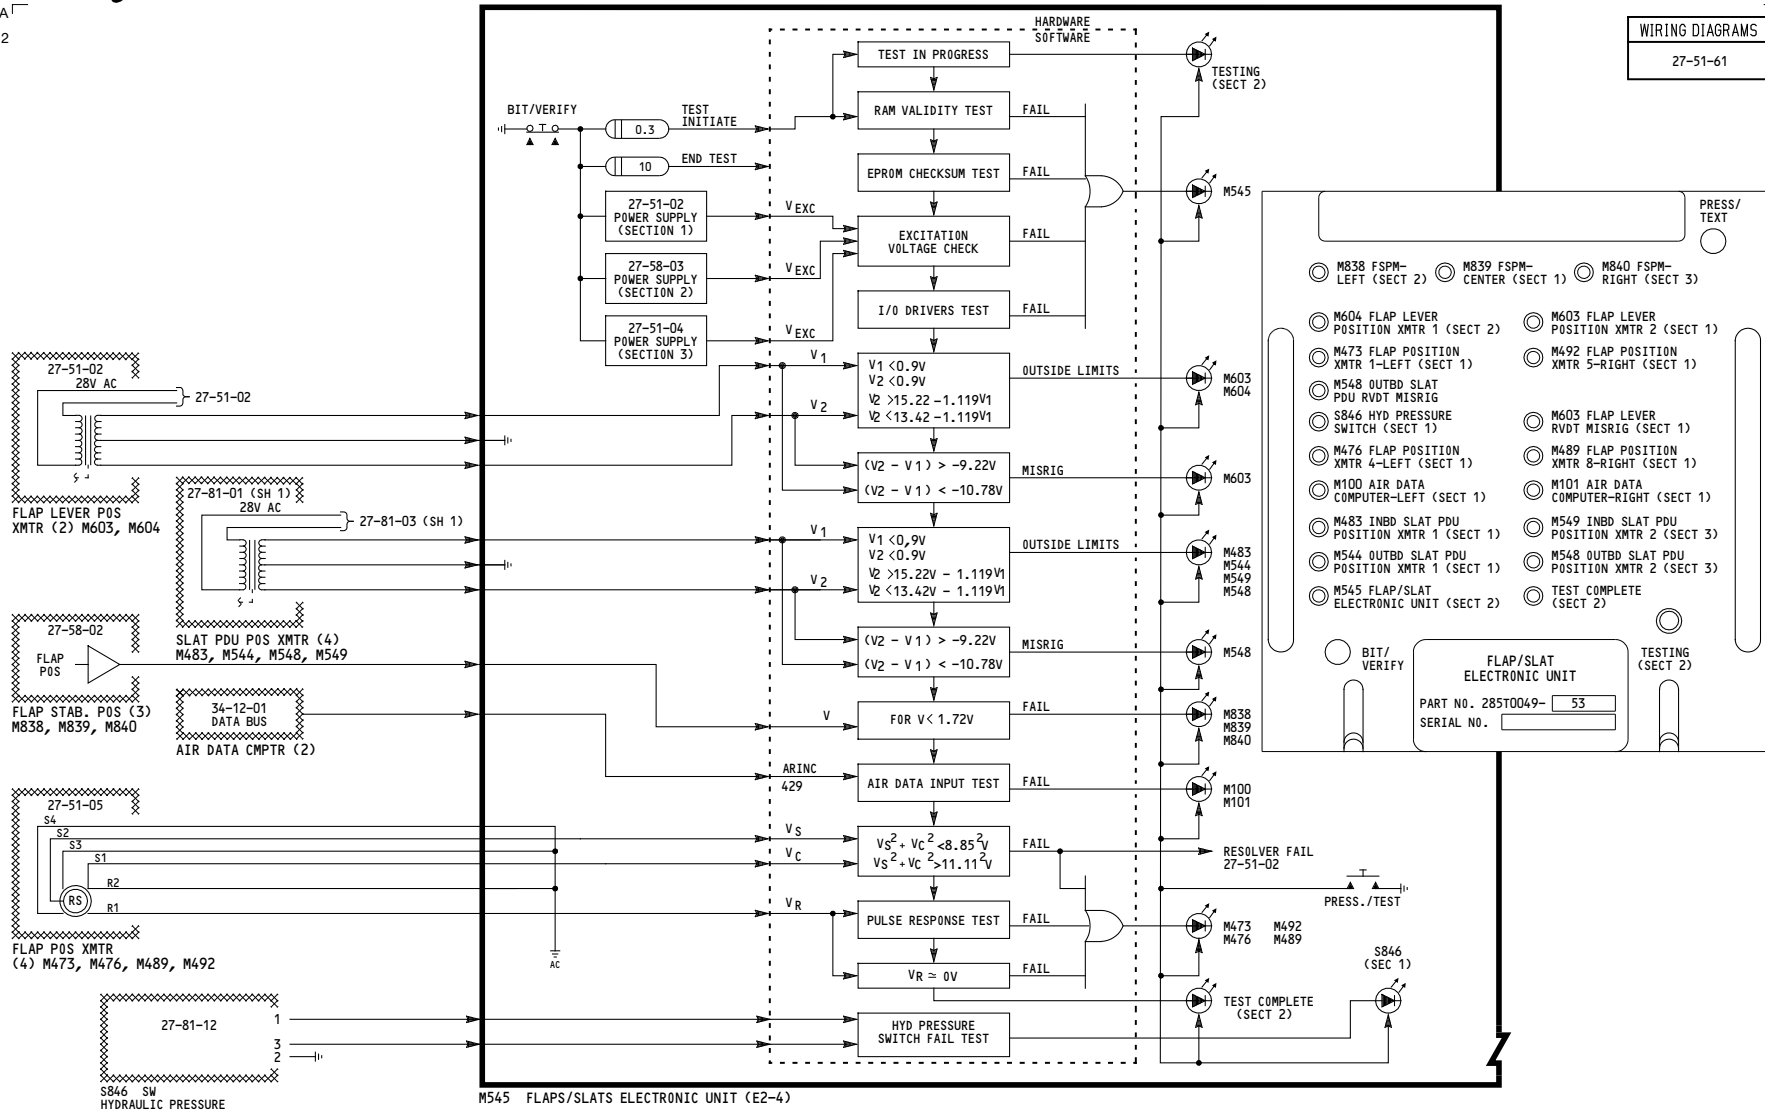 A
2
HARDWARE
SOFTWARE
WIRING DIAGRAMS
27-51-61
TEST IN PROGRESS
TESTING
(SECT 2)
BIT/VERIFY
T
0.3
TEST
INITIATE
RAM VALIDITY TEST
FAIL
10
END TEST
EPROM CHECKSUM TEST
FAIL
M545
27-51-02
POWER SUPPLY
(SECTION 1)
V EXC
EXCITATION
VOLTAGE CHECK
FAIL
27-58-03
POWER SUPPLY
(SECTION 2)
V EXC
I/O DRIVERS TEST
FAIL
27-51-04
POWER SUPPLY
(SECTION 3)
V EXC
27-51-02
28V AC
27-51-02
FLAP LEVER POS
XMTR (2) M603, M604
V1
V2
V1 <0.9V
V2 <0.9V
V2 >15.22 -1.119V1
V2 <13.42 -1.119V1
OUTSIDE LIMITS
M603
M604
(V2 - V1) > -9.22V
(V2 - V1) < -10.78V
MISRIG
M603
27-81-01 (SH 1)
28V AC
27-81-03 (SH 1)
SLAT PDU POS XMTR (4)
M483, M544, M548, M549
V1
V2
V1 <0,9V
V2 <0.9V
V2 >15.22V - 1.119V1
V2 <13.42V - 1.119V1
OUTSIDE LIMITS
M483
M544
M549
M548
(V2 - V1) > -9.22V
(V2 - V1) < -10.78V
MISRIG
M548
27-58-02
FLAP
POS
FLAP STAB. POS (3)
M838, M839, M840
V
FOR V< 1.72V
FAIL
M838
M839
M840
34-12-01
DATA BUS
AIR DATA CMPTR (2)
ARINC
429
AIR DATA INPUT TEST
FAIL
M100
M101
27-51-05
S4
S2
S3
S1
R2
R1
RS
FLAP POS XMTR
(4) M473, M476, M489, M492
AC
VS
VC
VS² + VC² <8.85²V
VS² +VC² >11.11²V
FAIL
RESOLVER FAIL
27-51-02
T
PRESS./TEST
VR
PULSE RESPONSE TEST
FAIL
M473 M492
M476 M489
VR ≃ 0V
FAIL
TEST COMPLETE
(SECT 2)
S846
(SEC 1)
27-81-12
1
3
2
S846 SW
HYDRAULIC PRESSURE
HYD PRESSURE
SWITCH FAIL TEST
M545 FLAPS/SLATS ELECTRONIC UNIT (E2-4)
PRESS/
TEXT
M838 FSPM-
LEFT (SECT 2)
M839 FSPM-
CENTER (SECT 1)
M840 FSPM-
RIGHT (SECT 3)
M604 FLAP LEVER
POSITION XMTR 1 (SECT 2)
M603 FLAP LEVER
POSITION XMTR 2 (SECT 1)
M473 FLAP POSITION
XMTR 1-LEFT (SECT 1)
M492 FLAP POSITION
XMTR 5-RIGHT (SECT 1)
M548 OUTBD SLAT
PDU RVDT MISRIG
S846 HYD PRESSURE
SWITCH (SECT 1)
M603 FLAP LEVER
RVDT MISRIG (SECT 1)
M476 FLAP POSITION
XMTR 4-LEFT (SECT 1)
M489 FLAP POSITION
XMTR 8-RIGHT (SECT 1)
M100 AIR DATA
COMPUTER-LEFT (SECT 1)
M101 AIR DATA
COMPUTER-RIGHT (SECT 1)
M483 INBD SLAT PDU
POSITION XMTR 1 (SECT 1)
M549 INBD SLAT PDU
POSITION XMTR 2 (SECT 3)
M544 OUTBD SLAT PDU
POSITION XMTR 1 (SECT 1)
M548 OUTBD SLAT PDU
POSITION XMTR 2 (SECT 3)
M545 FLAP/SLAT
ELECTRONIC UNIT (SECT 2)
TEST COMPLETE
(SECT 2)
BIT/
VERIFY
TESTING
(SECT 2)
FLAP/SLAT
ELECTRONIC UNIT
PART NO. 285T0049- 53
SERIAL NO.